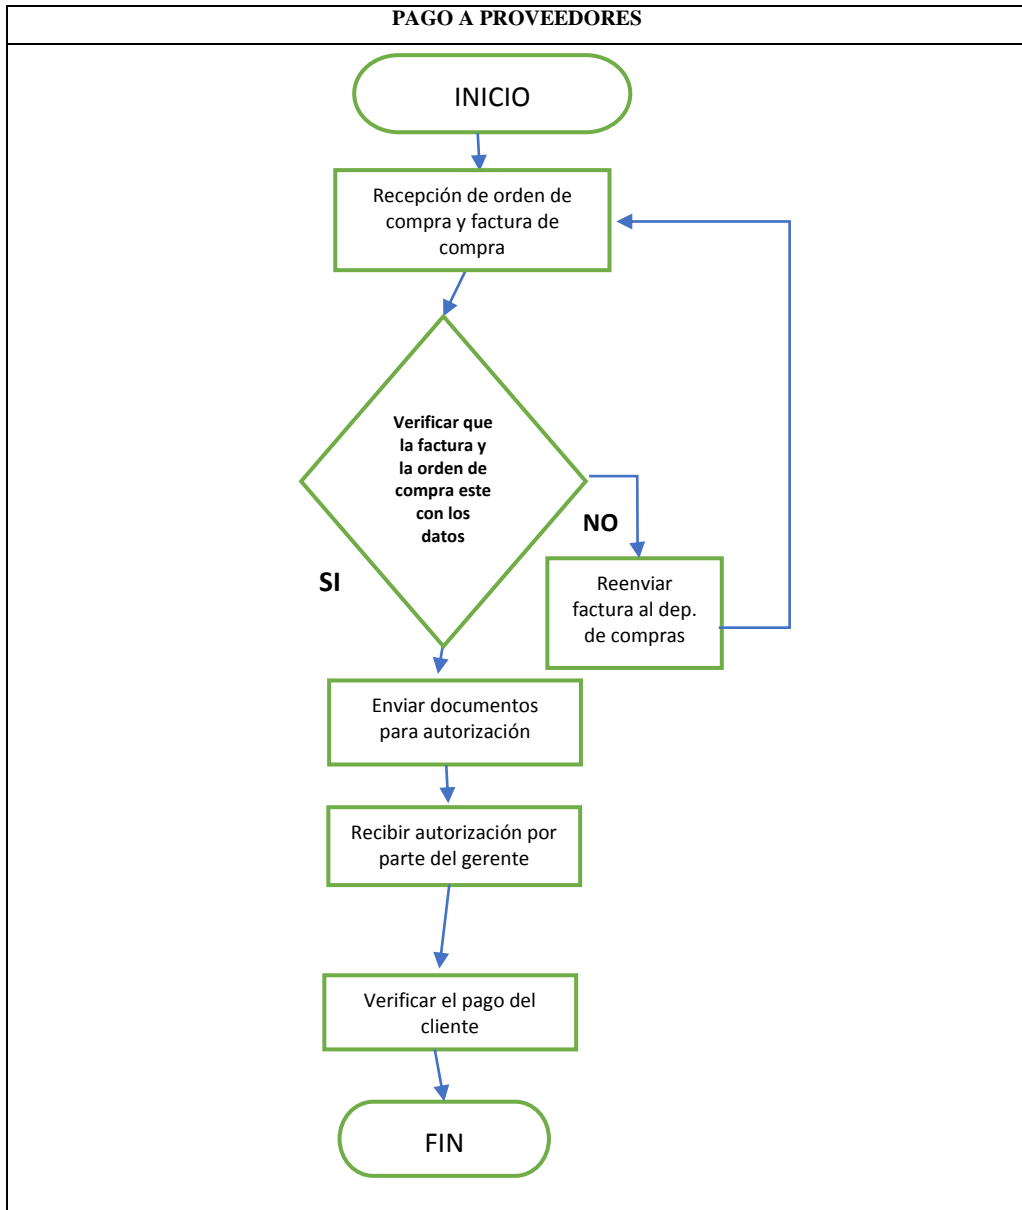 PAGO A PROVEEDORES
INICIO
Recepción de orden de
compra y factura de
compra
Verificar que
la factura y
la orden de
compra este
con los
datos
NO
SI
Reenviar
factura al dep.
de compras
Enviar documentos
para autorización
Recibir autorización por
parte del gerente
Verificar el pago del
cliente
FIN